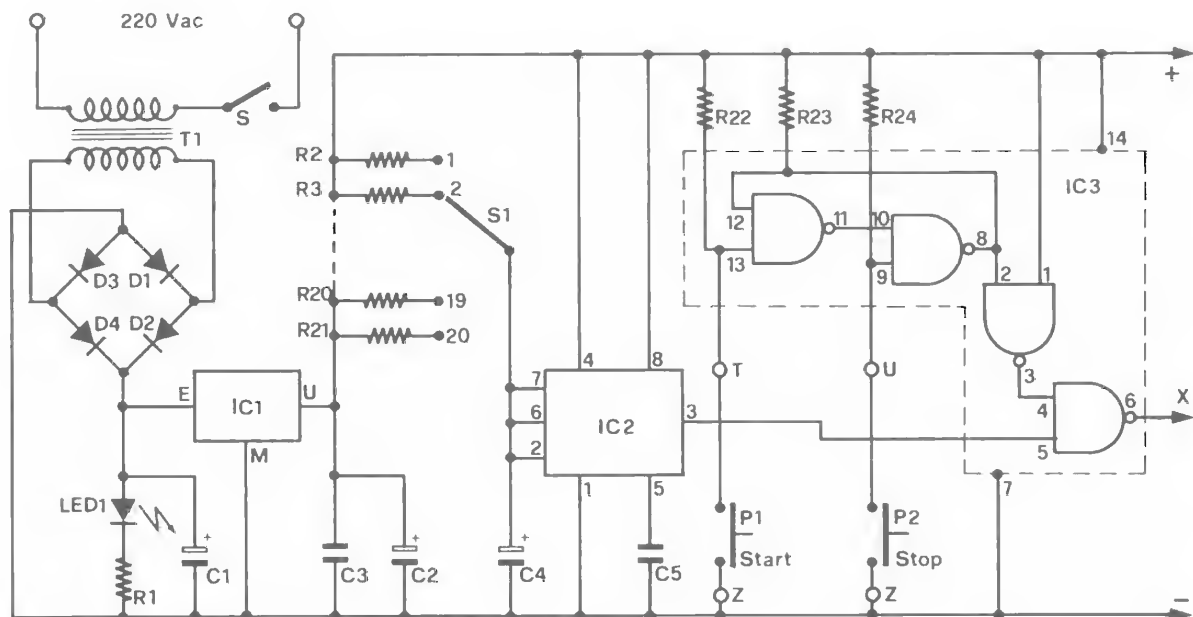 220 Vac
S
T1
+
R22
R23
R24
14
IC3
R2
1
R3
2
S1
12
11
10
8
13
9
2
1
D3
D1
D4
D2
R20
19
R21
20
T
U
3
4
8
E
IC1
U
7
6
IC2
3
4
6
X
M
2
5
1
5
7
LED1
P1
P2
Start
Stop
+
+
+
C1
C3
C2
C4
C5
R1
Z
Z
−